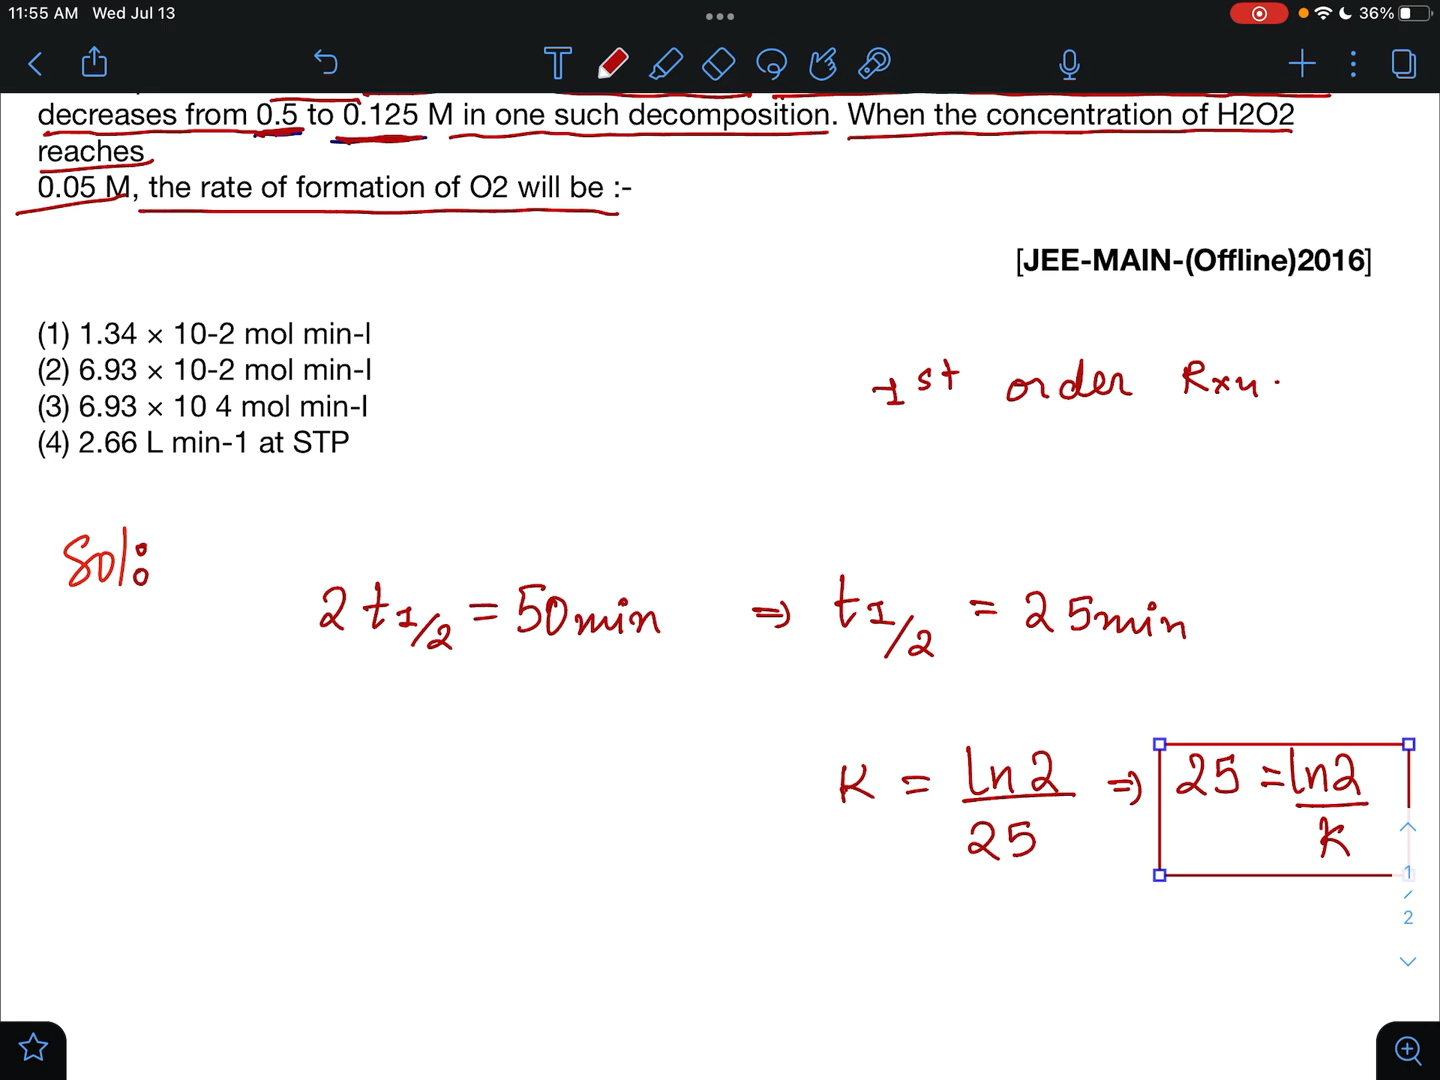 11:55 AM Wed Jul 13 36%
decreases from 0.5 to 0.125 M in one such decomposition. When the concentration of H2O2
reaches
0.05 M, the rate of formation of O2 will be :-
[JEE-MAIN-(Offline)2016]
(1) 1.34 × 10-2 mol min-l
(2) 6.93 × 10-2 mol min-l
(3) 6.93 × 10 4 mol min-l
(4) 2.66 L min-1 at STP
1st order Rxn.
Sol:
2 t1/2 = 50min ⇒ t1/2 = 25min
K = ln2/25 ⇒ 25 = ln2/K
1
/
2